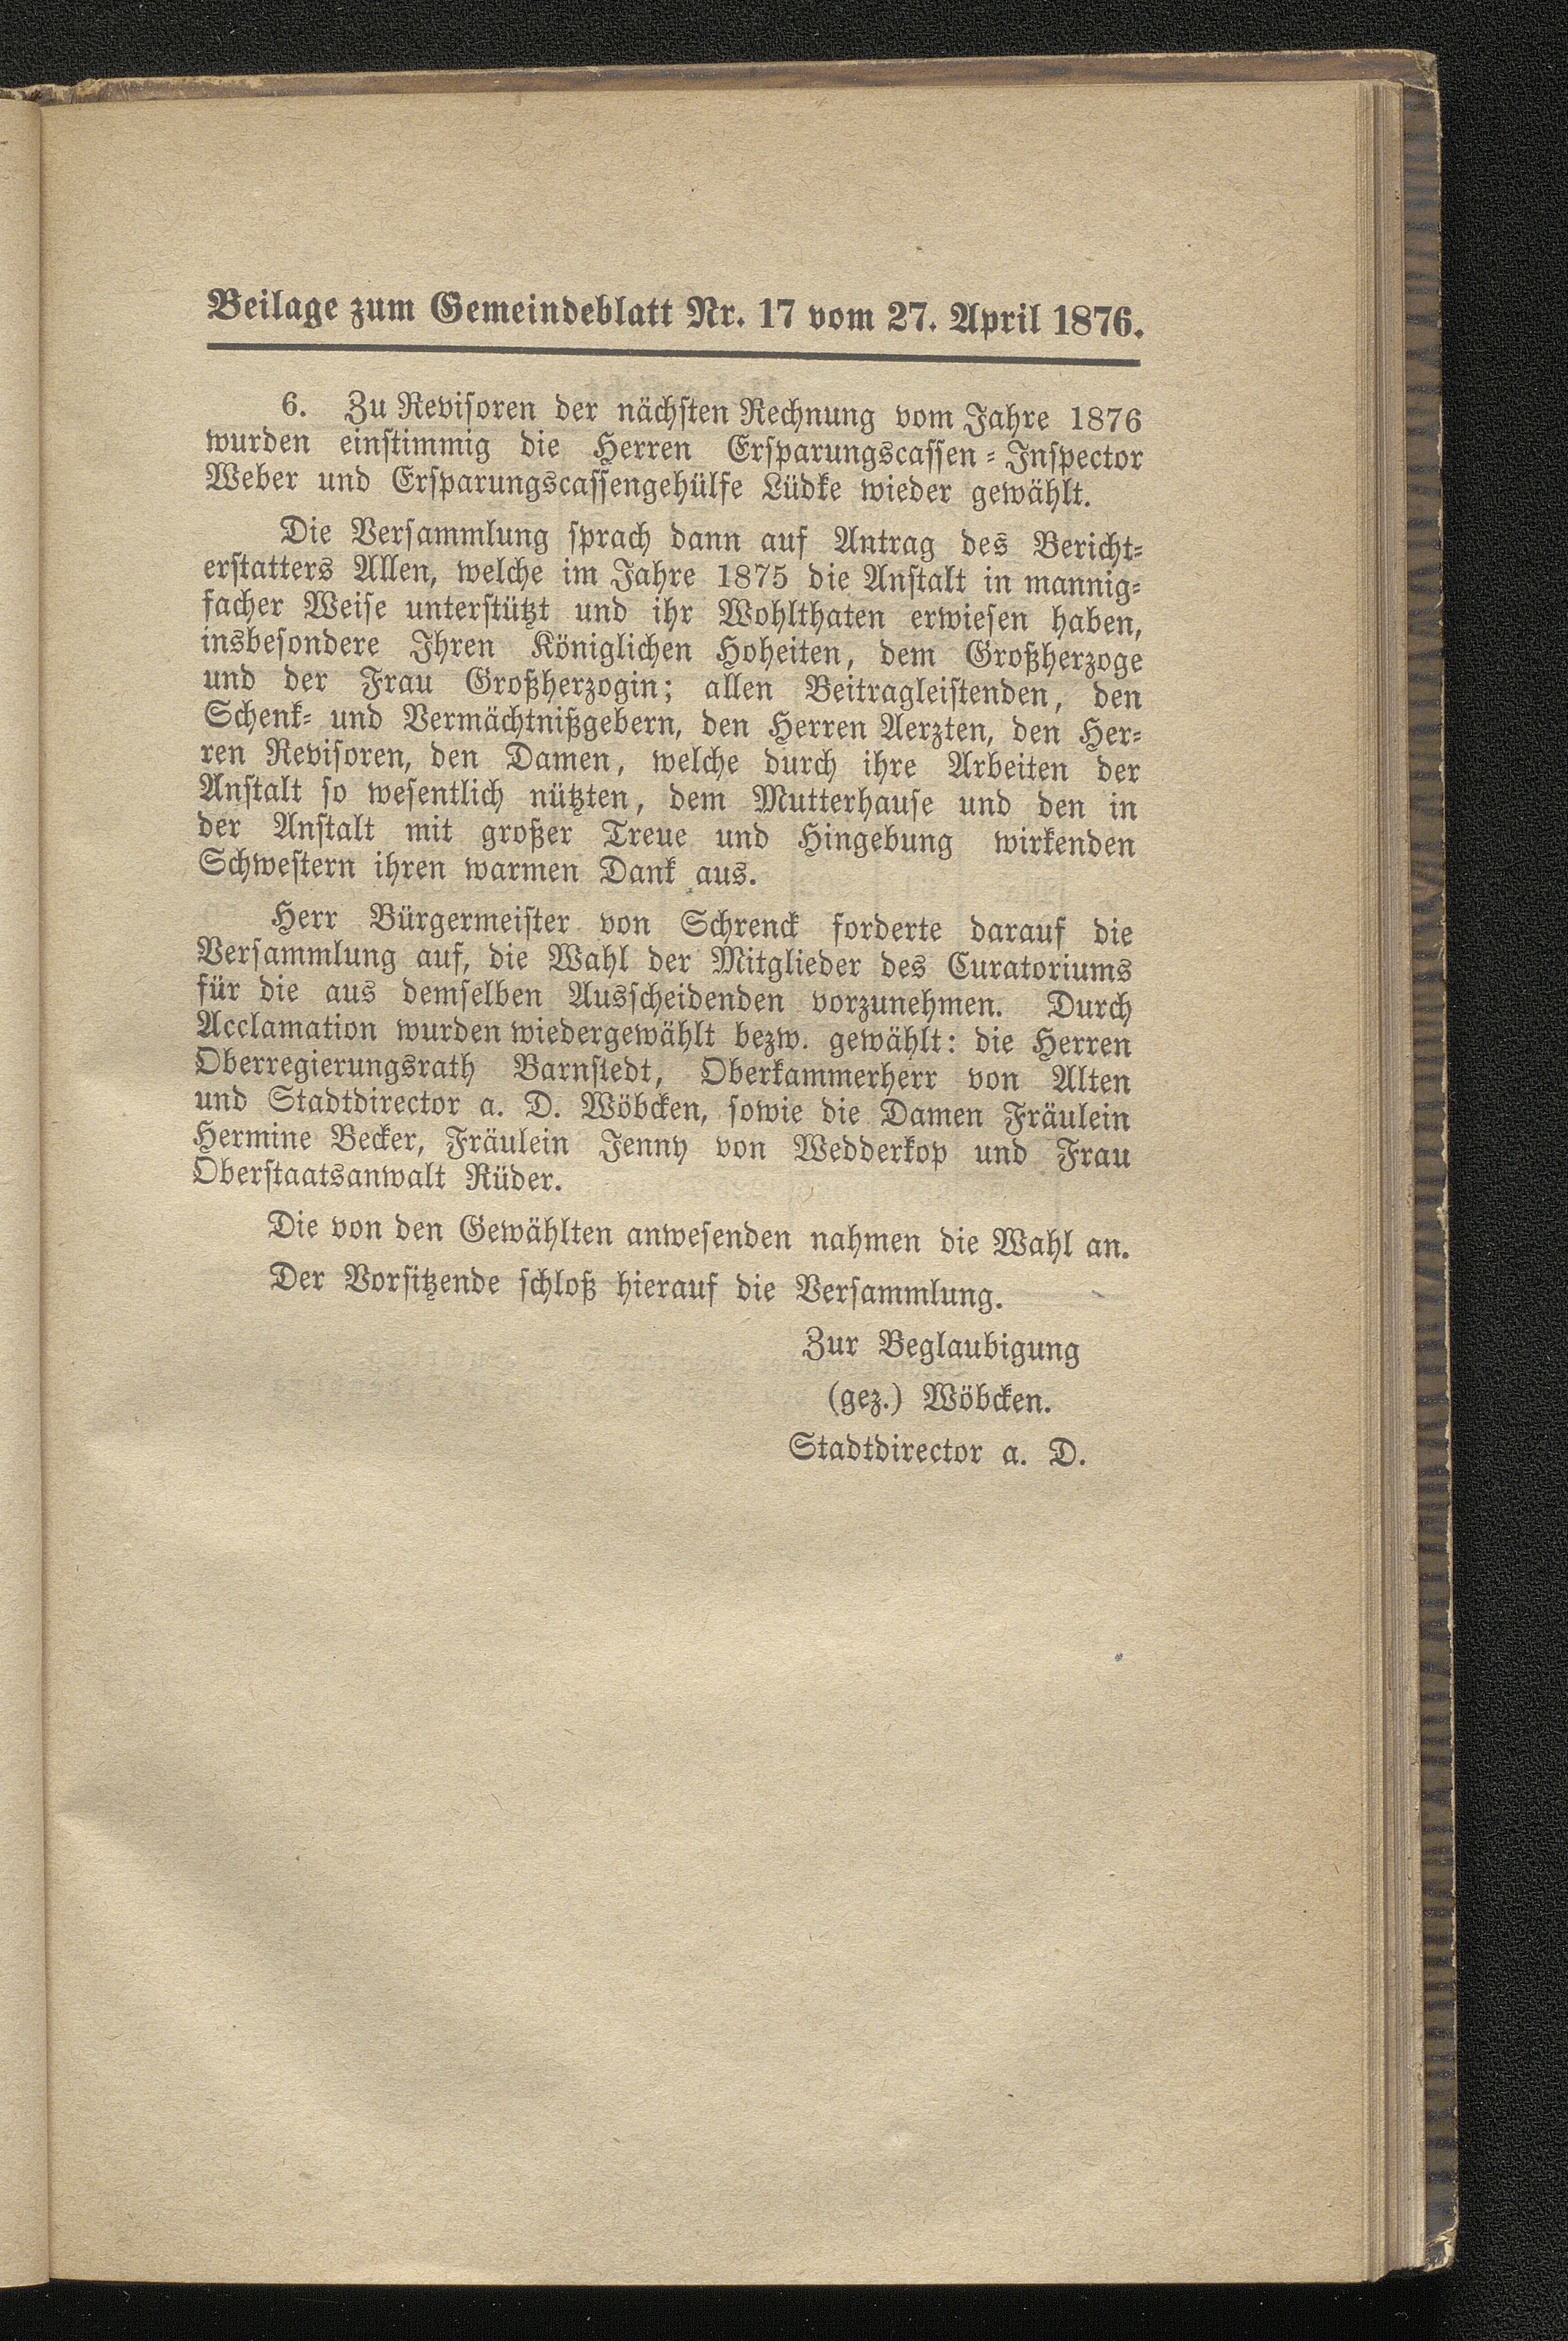 Beilage zum Gemeindeblatt Nr. 17 vom 27. April 1876.
6. Zu Revisoren der nächsten Rechnung vom Jahre 1876
wurden einstimmig die Herren Ersparungscassen-Inspector
Weber und Ersparungscassengehülfe Lüdke wieder gewählt.
Die Versammlung sprach dann auf Antrag des Bericht-
erstatters Allen, welche im Jahre 1875 die Anstalt in mannig-
facher Weise unterstützt und ihr Wohlthaten erwiesen haben,
insbesondere Ihren Königlichen Hoheiten, dem Großherzoge
und der Frau Großherzogin; allen Beitragleistenden, den
Schenk- und Vermächtnißgebern, den Herren Aerzten, den Her-
ren Revisoren, den Damen, welche durch ihre Arbeiten der
Anstalt so wesentlich nützten, dem Mutterhause und den in
der Anstalt mit großer Treue und Hingebung wirkenden
Schwestern ihren warmen Dank aus.
Herr Bürgermeister von Schrenck forderte darauf die
Versammlung auf, die Wahl der Mitglieder des Curatoriums
für die aus demselben Ausscheidenden vorzunehmen. Durch
Acclamation wurden wiedergewählt bezw. gewählt: die Herren
Oberregierungsrath Barnstedt, Oberkammerherr von Alten
und Stadtdirector a. D. Wöbcken, sowie die Damen Fräulein
Hermine Becker, Fräulein Jenny von Wedderkop und Frau
Oberstaatsanwalt Rüder.
Die von den Gewählten anwesenden nahmen die Wahl an.
Der Vorsitzende schloß hierauf die Versammlung.
Zur Beglaubigung
(gez.) Wöbcken.
Stadtdirector a. D.